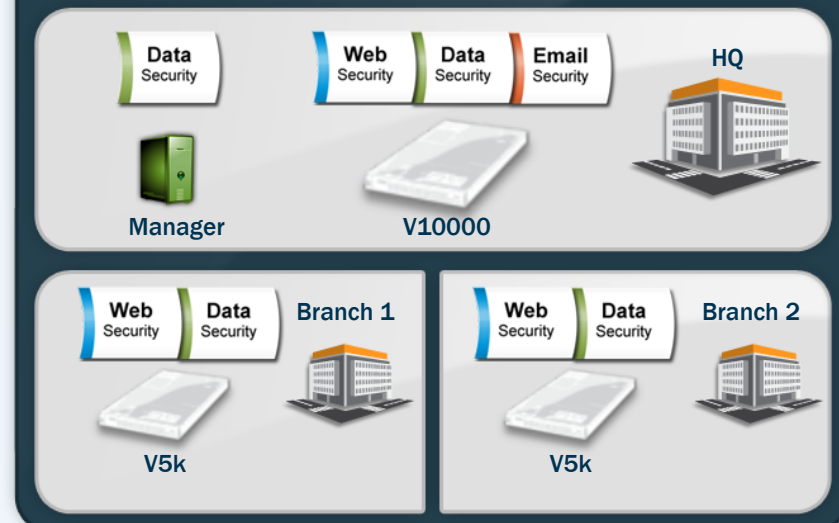 Data
Security
Web
Security
Data
Security
Email
Security
HQ
Manager
V10000
Web
Security
Data
Security
Branch 1
V5k
Web
Security
Data
Security
Branch 2
V5k